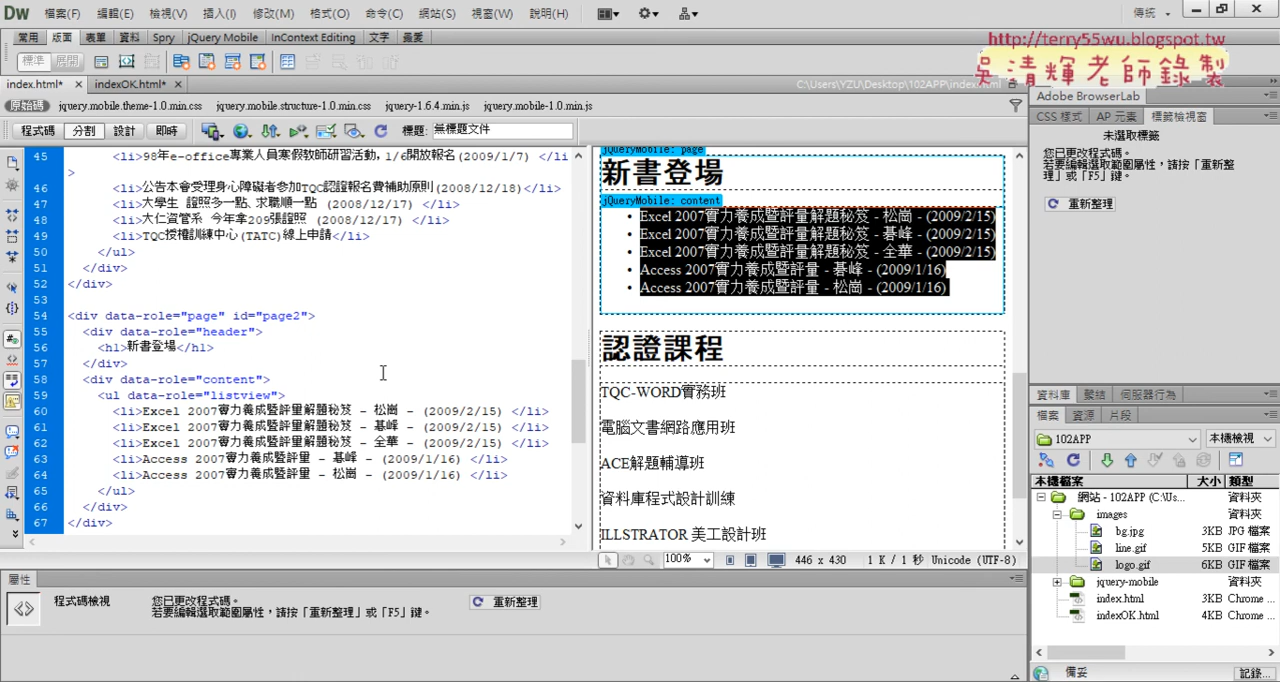 Dw 檔案(F) 編輯(E) 檢視(V) 插入(I) 修改(M) 格式(O) 命令(C) 網站(S) 視窗(W) 說明(H) 傳統
常用 版面 表單 資料 Spry jQuery Mobile InContext Editing 文字 最愛
http://terry55wu.blogspot.tw
吳清輝老師錄製
標準 展開
index.html* × indexOK.html* × C:\Users\YZU\Desktop\102APP\index.html
Adobe BrowserLab
原始碼 jquery.mobile.theme-1.0.min.css jquery.mobile.structure-1.0.min.css jquery-1.6.4.min.js jquery.mobile-1.0.min.js
CSS 樣式 AP 元素 標籤檢視窗
程式碼 分割 設計 即時 標題: 無標題文件
未選取標籤
您已更改程式碼。
若要編輯選取範圍屬性，請按「重新整理」或「F5」鍵。
重新整理
45 <li>98年e-office專業人員寒假教師研習活動，1/6開放報名(2009/1/7) </li
>
46 <li>公告本會受理身心障礙者參加TQC認證報名費補助原則(2008/12/18)</li>
47 <li>大學生 證照多一點、求職順一點 (2008/12/17) </li>
48 <li>大仁資管系 今年拿209張證照 (2008/12/17) </li>
49 <li>TQC授權訓練中心(TATC)線上申請</li>
50 </ul>
51 </div>
52 </div>
53
54 <div data-role="page" id="page2">
55 <div data-role="header">
56 <h1>新書登場</h1>
57 </div>
58 <div data-role="content">
59 <ul data-role="listview">
60 <li>Excel 2007實力養成暨評量解題秘笈 - 松崗 - (2009/2/15) </li>
61 <li>Excel 2007實力養成暨評量解題秘笈 - 碁峰 - (2009/2/15) </li>
62 <li>Excel 2007實力養成暨評量解題秘笈 - 全華 - (2009/2/15) </li>
63 <li>Access 2007實力養成暨評量 - 碁峰 - (2009/1/16) </li>
64 <li>Access 2007實力養成暨評量 - 松崗 - (2009/1/16) </li>
65 </ul>
66 </div>
67 </div>
jQueryMobile: page
新書登場
jQueryMobile: content
• Excel 2007實力養成暨評量解題秘笈 - 松崗 - (2009/2/15)
• Excel 2007實力養成暨評量解題秘笈 - 碁峰 - (2009/2/15)
• Excel 2007實力養成暨評量解題秘笈 - 全華 - (2009/2/15)
• Access 2007實力養成暨評量 - 碁峰 - (2009/1/16)
• Access 2007實力養成暨評量 - 松崗 - (2009/1/16)
認證課程
TQC-WORD實務班
電腦文書網路應用班
ACE解題輔導班
資料庫程式設計訓練
ILLSTRATOR 美工設計班
100% 446 x 430 1 K / 1 秒 Unicode (UTF-8)
資料庫 繫結 伺服器行為
檔案 資源 片段
102APP 本機檢視
本機檔案 大小 類型
網站 - 102APP (C:\Us... 資料夾
images 資料夾
bg.jpg 3KB JPG 檔案
line.gif 5KB GIF 檔案
logo.gif 6KB GIF 檔案
jquery-mobile 資料夾
index.html 3KB Chrome ...
indexOK.html 4KB Chrome ...
備妥 記錄...
屬性
程式碼檢視 您已更改程式碼。
若要編輯選取範圍屬性，請按「重新整理」或「F5」鍵。
重新整理